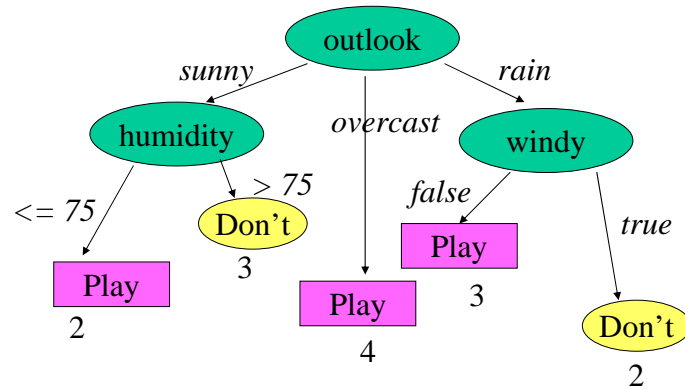 outlook
sunny
rain
overcast
humidity
windy
<= 75
> 75
false
true
Don't
3
Play
2
Play
4
Play
3
Don't
2